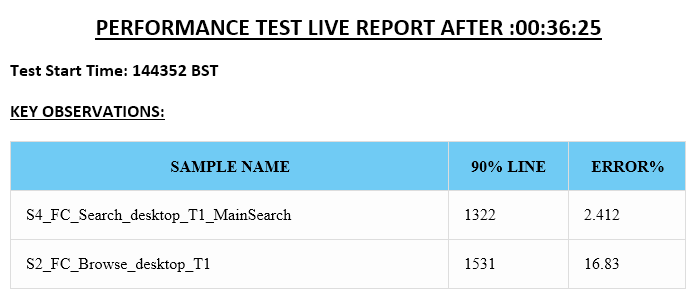 PERFORMANCE TEST LIVE REPORT AFTER :00:36:25
Test Start Time: 144352 BST
KEY OBSERVATIONS:
SAMPLE NAME 90% LINE ERROR%
S4_FC_Search_desktop_T1_MainSearch 1322 2.412
S2_FC_Browse_desktop_T1 1531 16.83